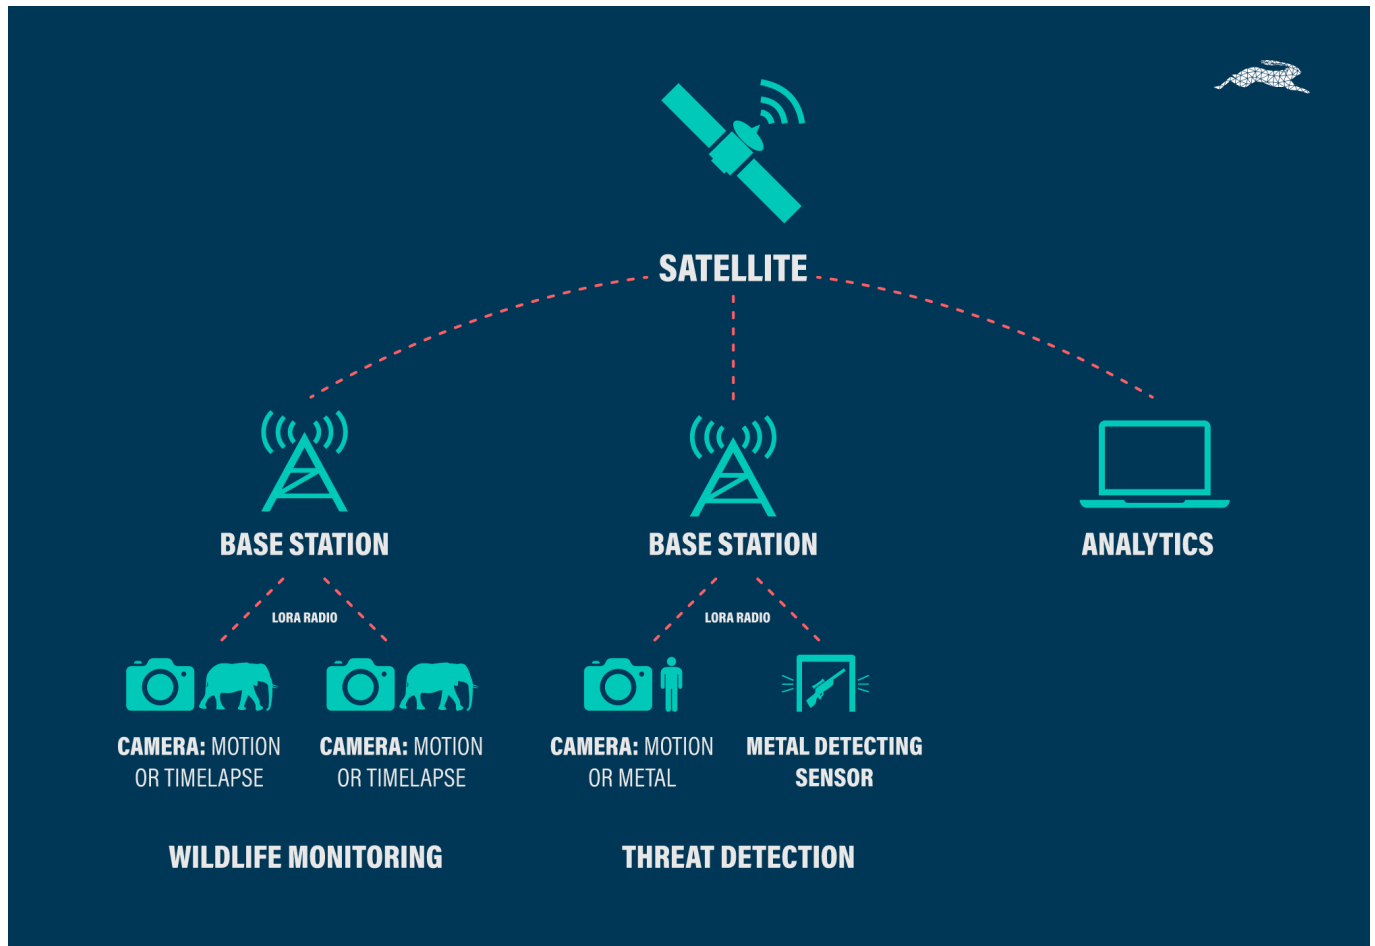 SATELLITE
BASE STATION
BASE STATION
ANALYTICS
LORA RADIO
LORA RADIO
CAMERA: MOTION
OR TIMELAPSE
CAMERA: MOTION
OR TIMELAPSE
CAMERA: MOTION
OR METAL
METAL DETECTING
SENSOR
WILDLIFE MONITORING
THREAT DETECTION